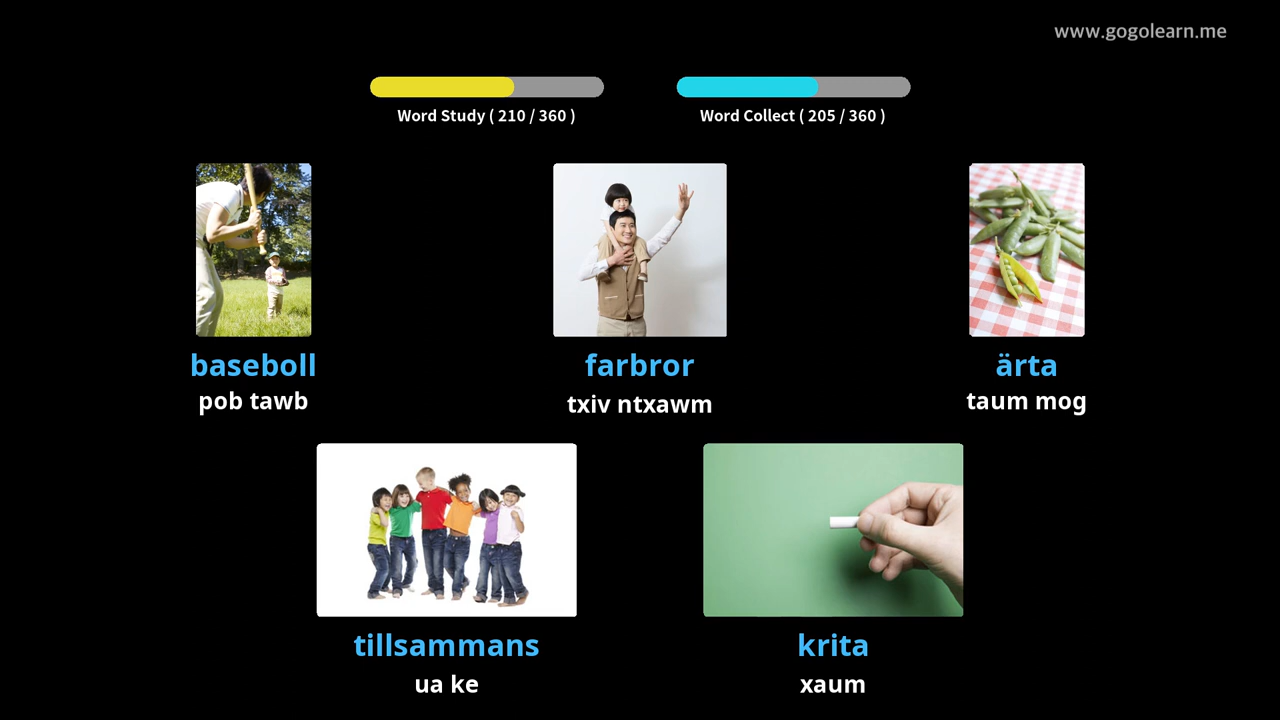 www.gogolearn.me
Word Study ( 210 / 360 )
Word Collect ( 205 / 360 )
baseboll
pob tawb
farbror
txiv ntxawm
ärta
taum mog
tillsammans
ua ke
krita
xaum